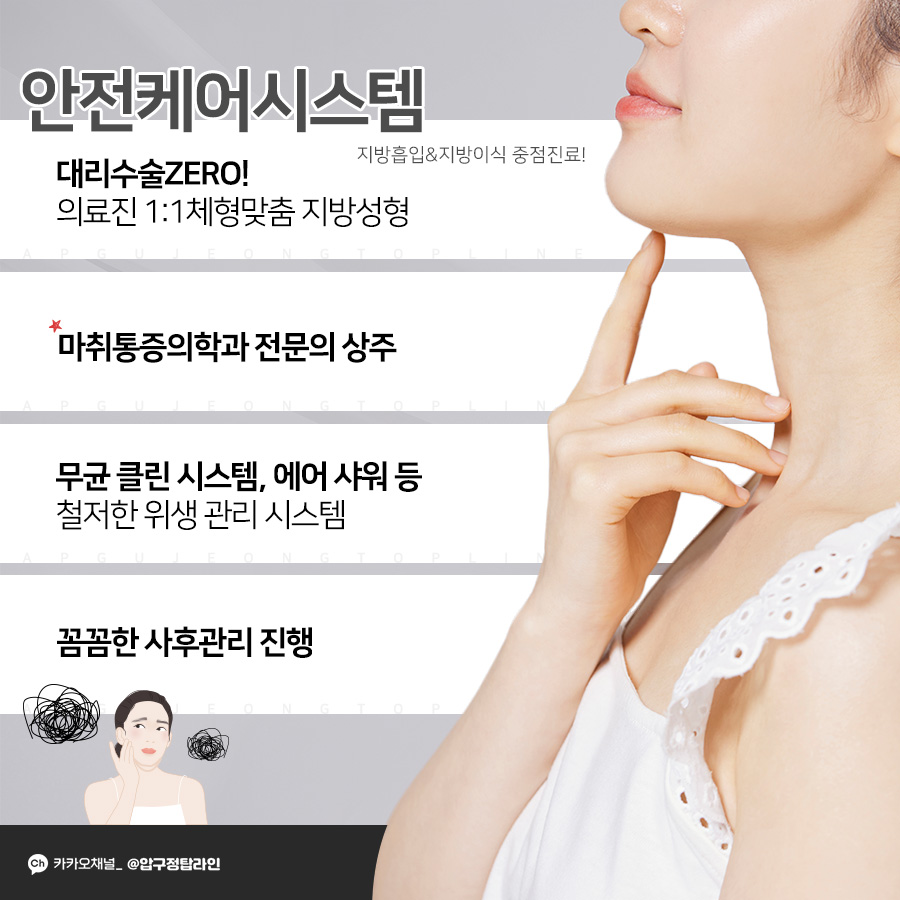 안전케어시스템
지방흡입&지방이식 중점진료!
대리수술ZERO!
의료진 1:1체형맞춤 지방성형
APGUJEONGTOPLINE
마취통증의학과 전문의 상주
APGUJEONGTOPLINE
무균 클린 시스템, 에어 샤워 등
철저한 위생 관리 시스템
APGUJEONGTOPLIN
꼼꼼한 사후관리 진행
GUJEONGTOP
Ch 카카오채널_ @압구정탑라인